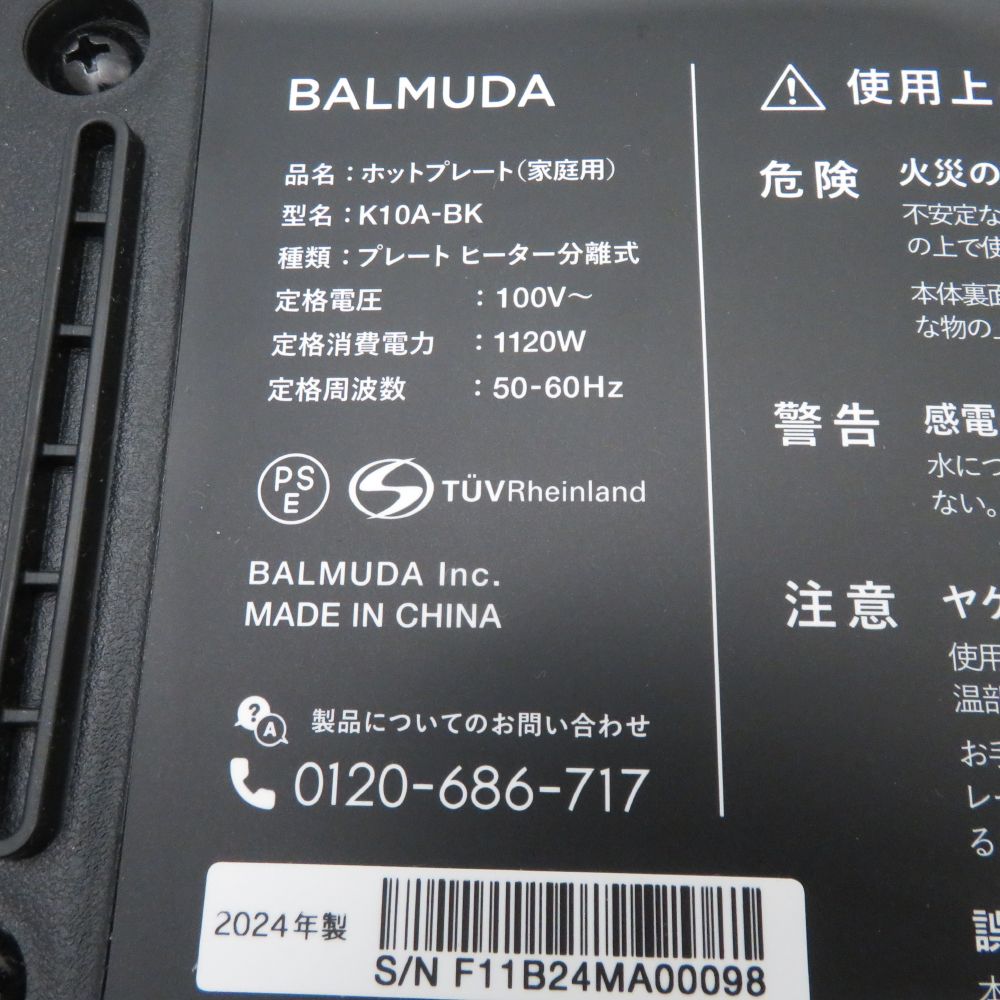 BALMUDA
品名：ホットプレート（家庭用）
型名：K10A-BK
種類：プレート ヒーター分離式
定格電圧 ：100V～
定格消費電力 ：1120W
定格周波数 ：50-60Hz
PS
E
TÜVRheinland
BALMUDA Inc.
MADE IN CHINA
? A 製品についてのお問い合わせ
0120-686-717
2024年製
S/N F11B24MA00098
使用上
危険 火災の
不安定な
の上で使
本体裏面
な物の
警告 感電
水につ
ない。
注意 ヤケ
使用
温部
お手
レー
る